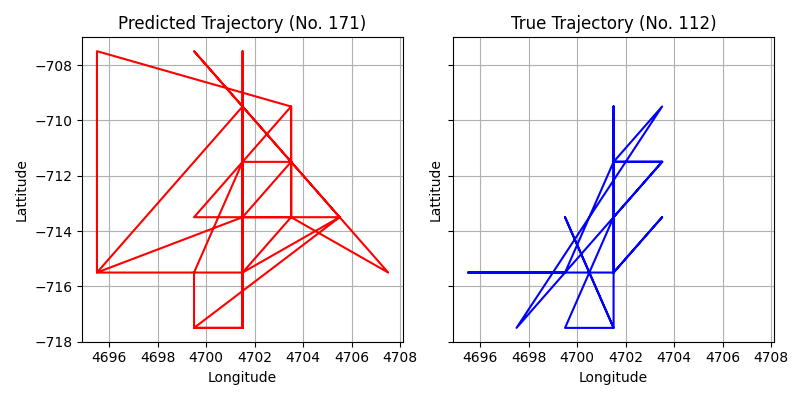 Predicted Trajectory (No. 171)
True Trajectory (No. 112)
Lattitude
−708
−710
−712
−714
−716
−718
4696 4698 4700 4702 4704 4706 4708
Longitude
Lattitude
4696 4698 4700 4702 4704 4706 4708
Longitude